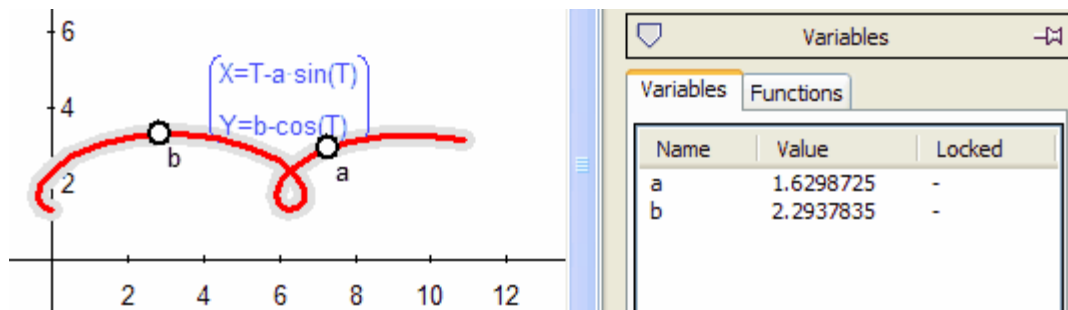 6
X=T-a·sin(T)
4
Y=b-cos(T)
b
a
2
2 4 6 8 10 12
Variables
Variables Functions
Name Value Locked
a 1.6298725 -
b 2.2937835 -